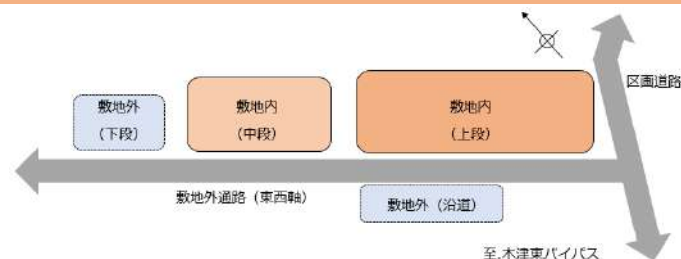 区画道路
敷地外
(下段)
敷地内
(中段)
敷地内
(上段)
敷地外通路(東西軸)
敷地外(沿道)
至.木津東バイパス